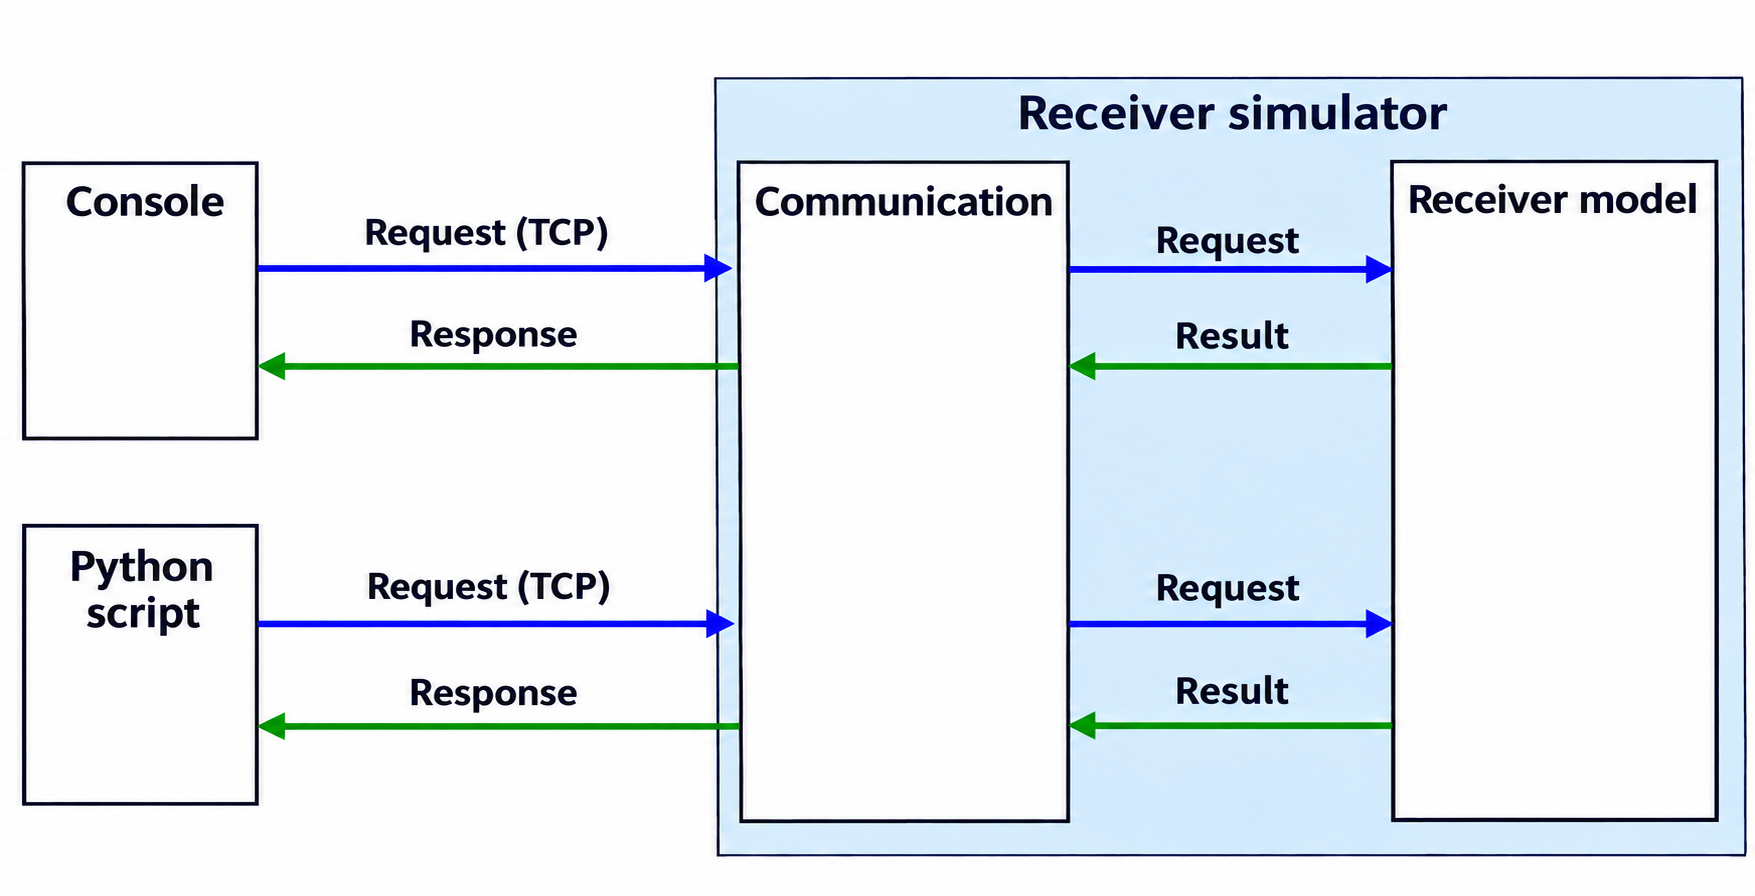 Receiver simulator
Console
Communication
Receiver model
Request (TCP)
Request
Response
Result
Python
script
Request (TCP)
Request
Response
Result